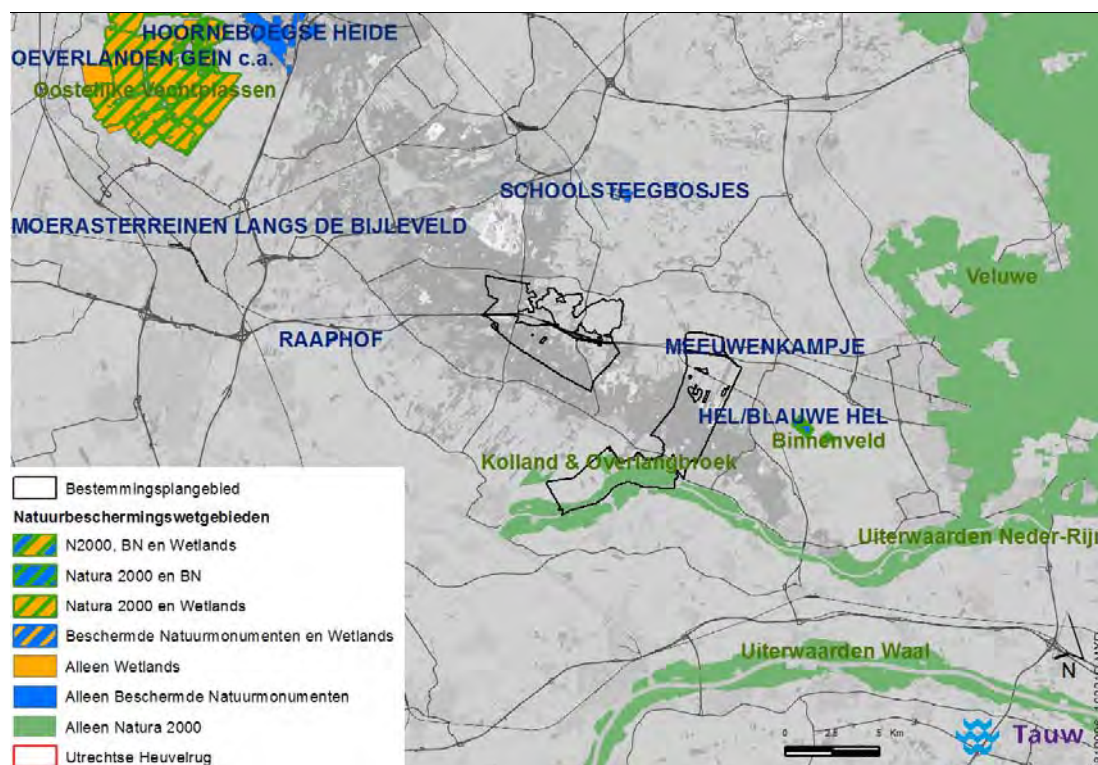 HOORNEBOEGSE HEIDE
OEVERLANDEN GEIN c.a.
Oostelijke Vechtplassen
SCHOOLSTEEGBOSJES
MOERASTERREINEN LANGS DE BIJLEVELD
Veluwe
RAAPHOF
MEEUWENKAMPJE
HEL/BLAUWE HEL
Binnenveld
Kolland & Overlangbroek
Uiterwaarden Neder-Rijn
Uiterwaarden Waal
Bestemmingsplangebied
Natuurbeschermingswetgebieden
N2000, BN en Wetlands
Natura 2000 en BN
Natura 2000 en Wetlands
Beschermde Natuurmonumenten en Wetlands
Alleen Wetlands
Alleen Beschermde Natuurmonumenten
Alleen Natura 2000
Utrechtse Heuvelrug
N
0 2.5 5 Km
Tauw